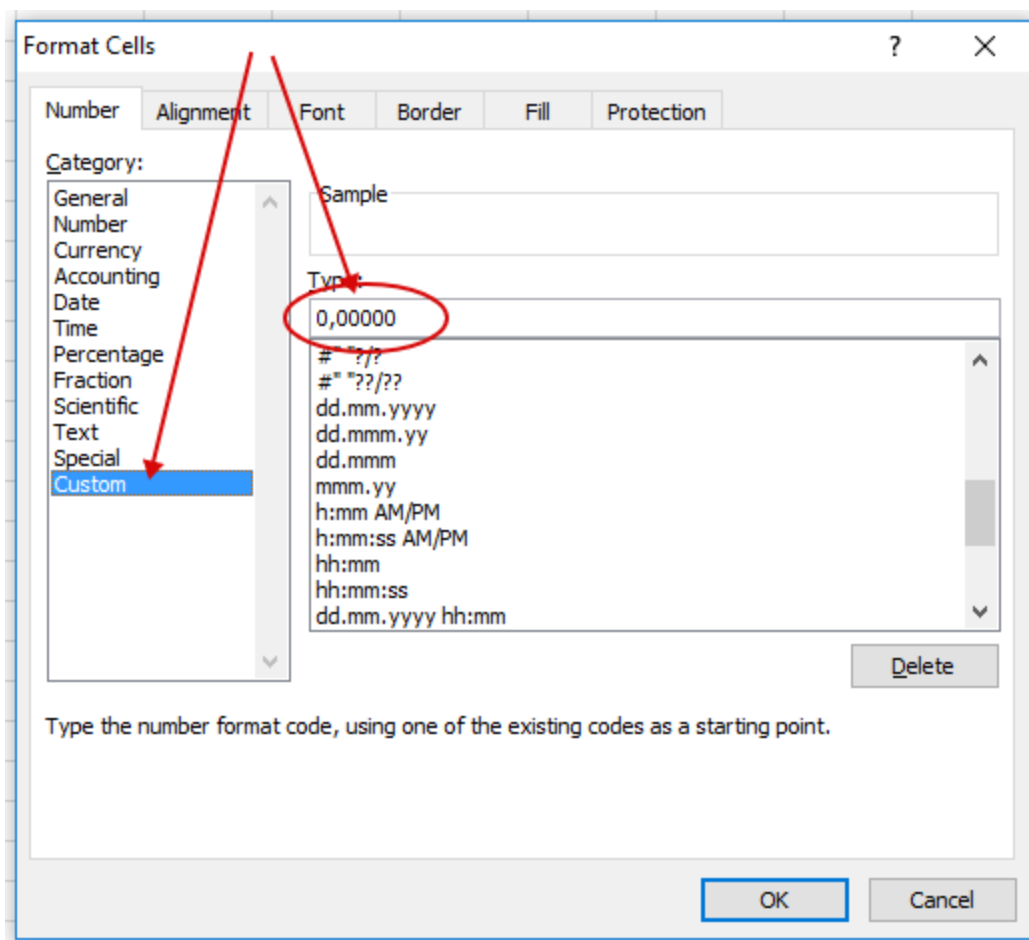 Format Cells ?
Number Alignment Font Border Fill Protection
Category:
General
Number
Currency
Accounting
Date
Time
Percentage
Fraction
Scientific
Text
Special
Custom
Sample
Type:
0,00000
#" "?/?
#" "??/??
dd.mm.yyyy
dd.mmm.yy
dd.mmm
mmm.yy
h:mm AM/PM
h:mm:ss AM/PM
hh:mm
hh:mm:ss
dd.mm.yyyy hh:mm
Delete
Type the number format code, using one of the existing codes as a starting point.
OK Cancel